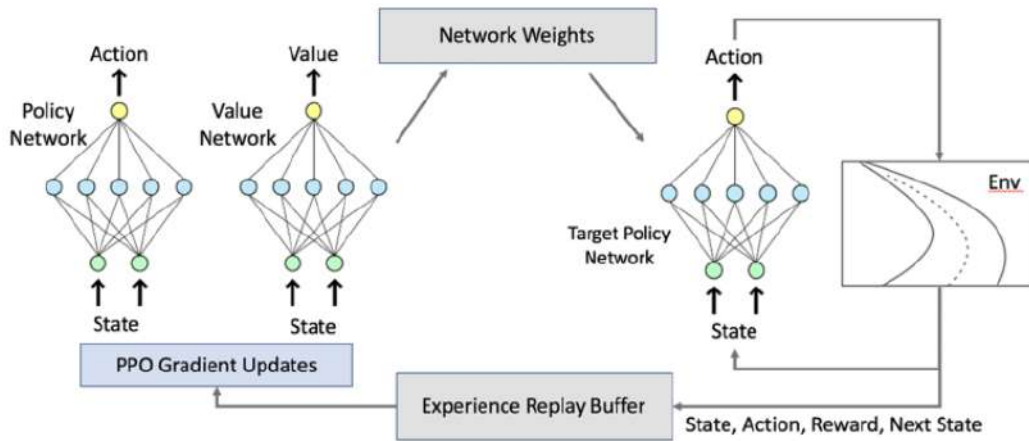 Network Weights
Action
Value
Action
Policy
Network
Value
Network
Env
Target Policy
Network
State
State
State
PPO Gradient Updates
Experience Replay Buffer
State, Action, Reward, Next State